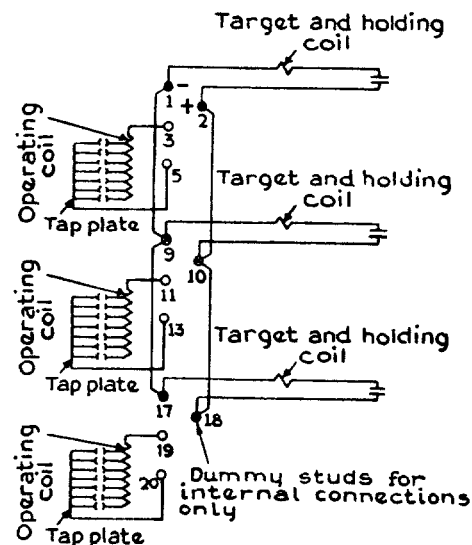 Target and holding
coil
−
1
+
2
3
5
Operating
coil
Tap plate
Target and holding
coil
9
10
11
13
Operating
coil
Tap plate
Target and holding
coil
17
18
19
20
Operating
coil
Tap plate
Dummy studs for
internal connections
only